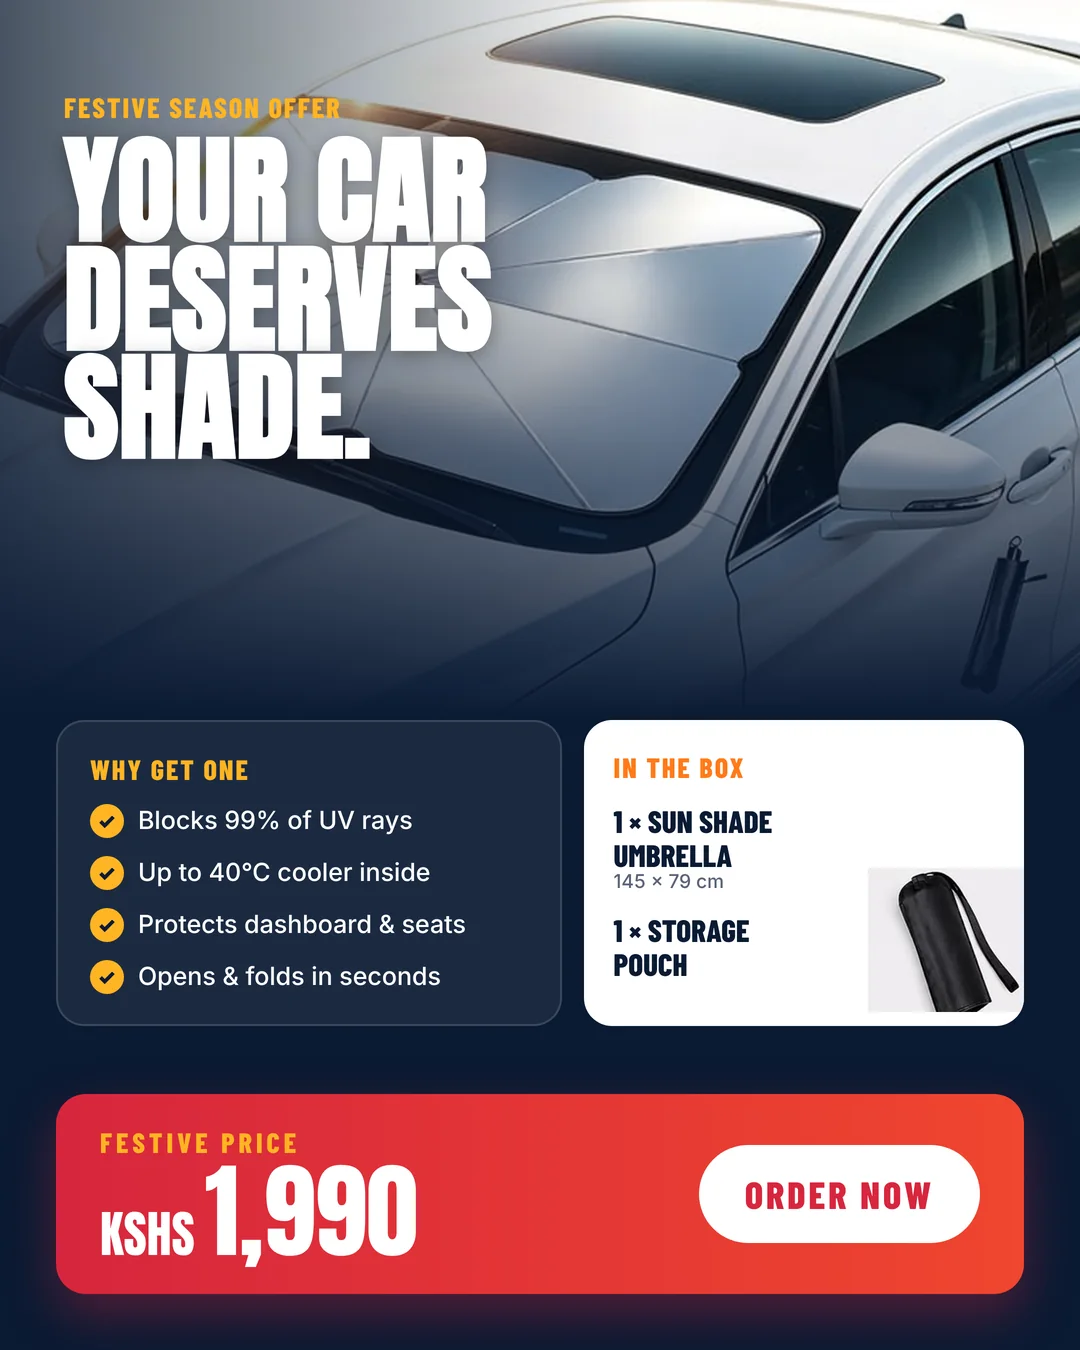 FESTIVE SEASON OFFER
YOUR CAR
DESERVES
SHADE.
WHY GET ONE
Blocks 99% of UV rays
Up to 40°C cooler inside
Protects dashboard & seats
Opens & folds in seconds
IN THE BOX
1 × SUN SHADE
UMBRELLA
145 × 79 cm
1 × STORAGE
POUCH
FESTIVE PRICE
KSHS 1,990
ORDER NOW